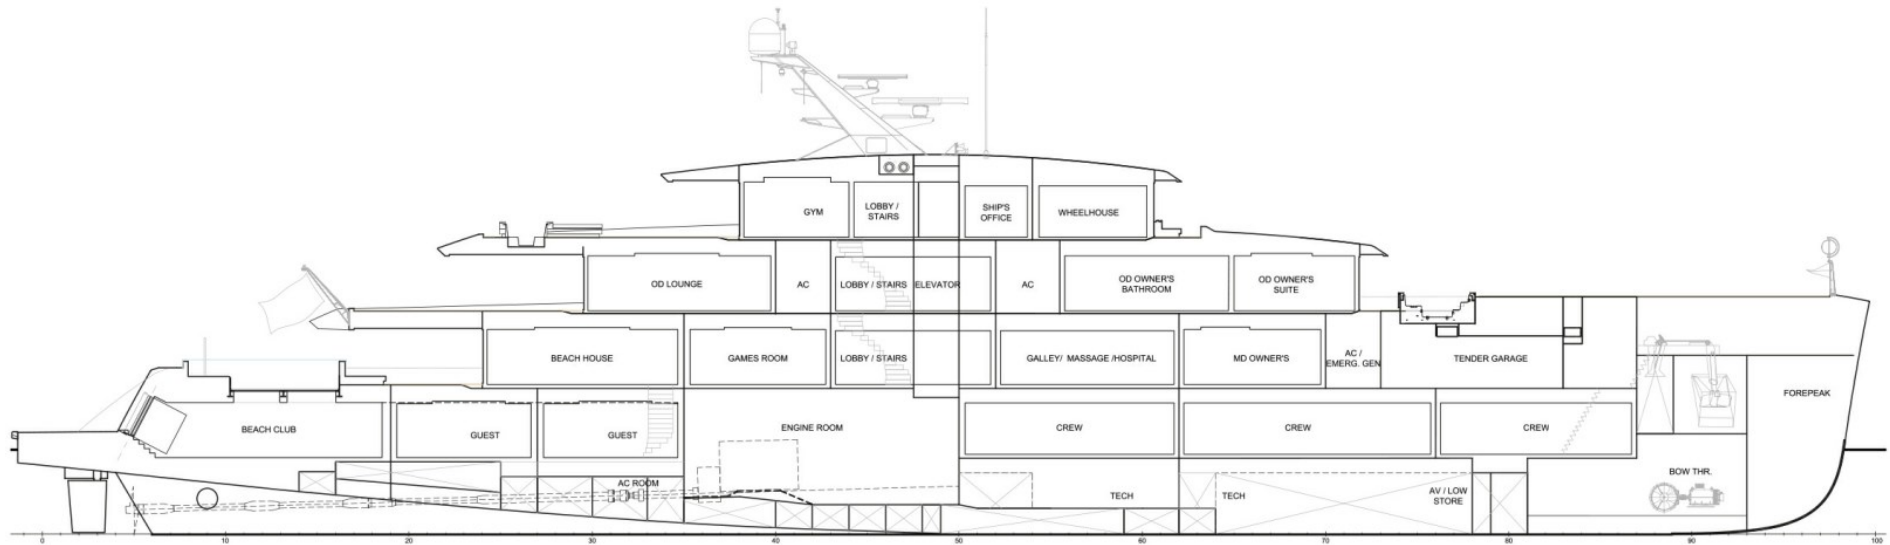 GYM
LOBBY /
STAIRS
SHIP'S
OFFICE
WHEELHOUSE
OD LOUNGE
AC
LOBBY / STAIRS
ELEVATOR
AC
OD OWNER'S
BATHROOM
OD OWNER'S
SUITE
BEACH HOUSE
GAMES ROOM
LOBBY / STAIRS
GALLEY/ MASSAGE /HOSPITAL
MD OWNER'S
AC /
EMERG. GEN
TENDER GARAGE
FOREPEAK
BEACH CLUB
GUEST
GUEST
ENGINE ROOM
CREW
CREW
CREW
AC ROOM
TECH
TECH
AV / LOW
STORE
BOW THR.
0 10 20 30 40 50 60 70 80 90 100